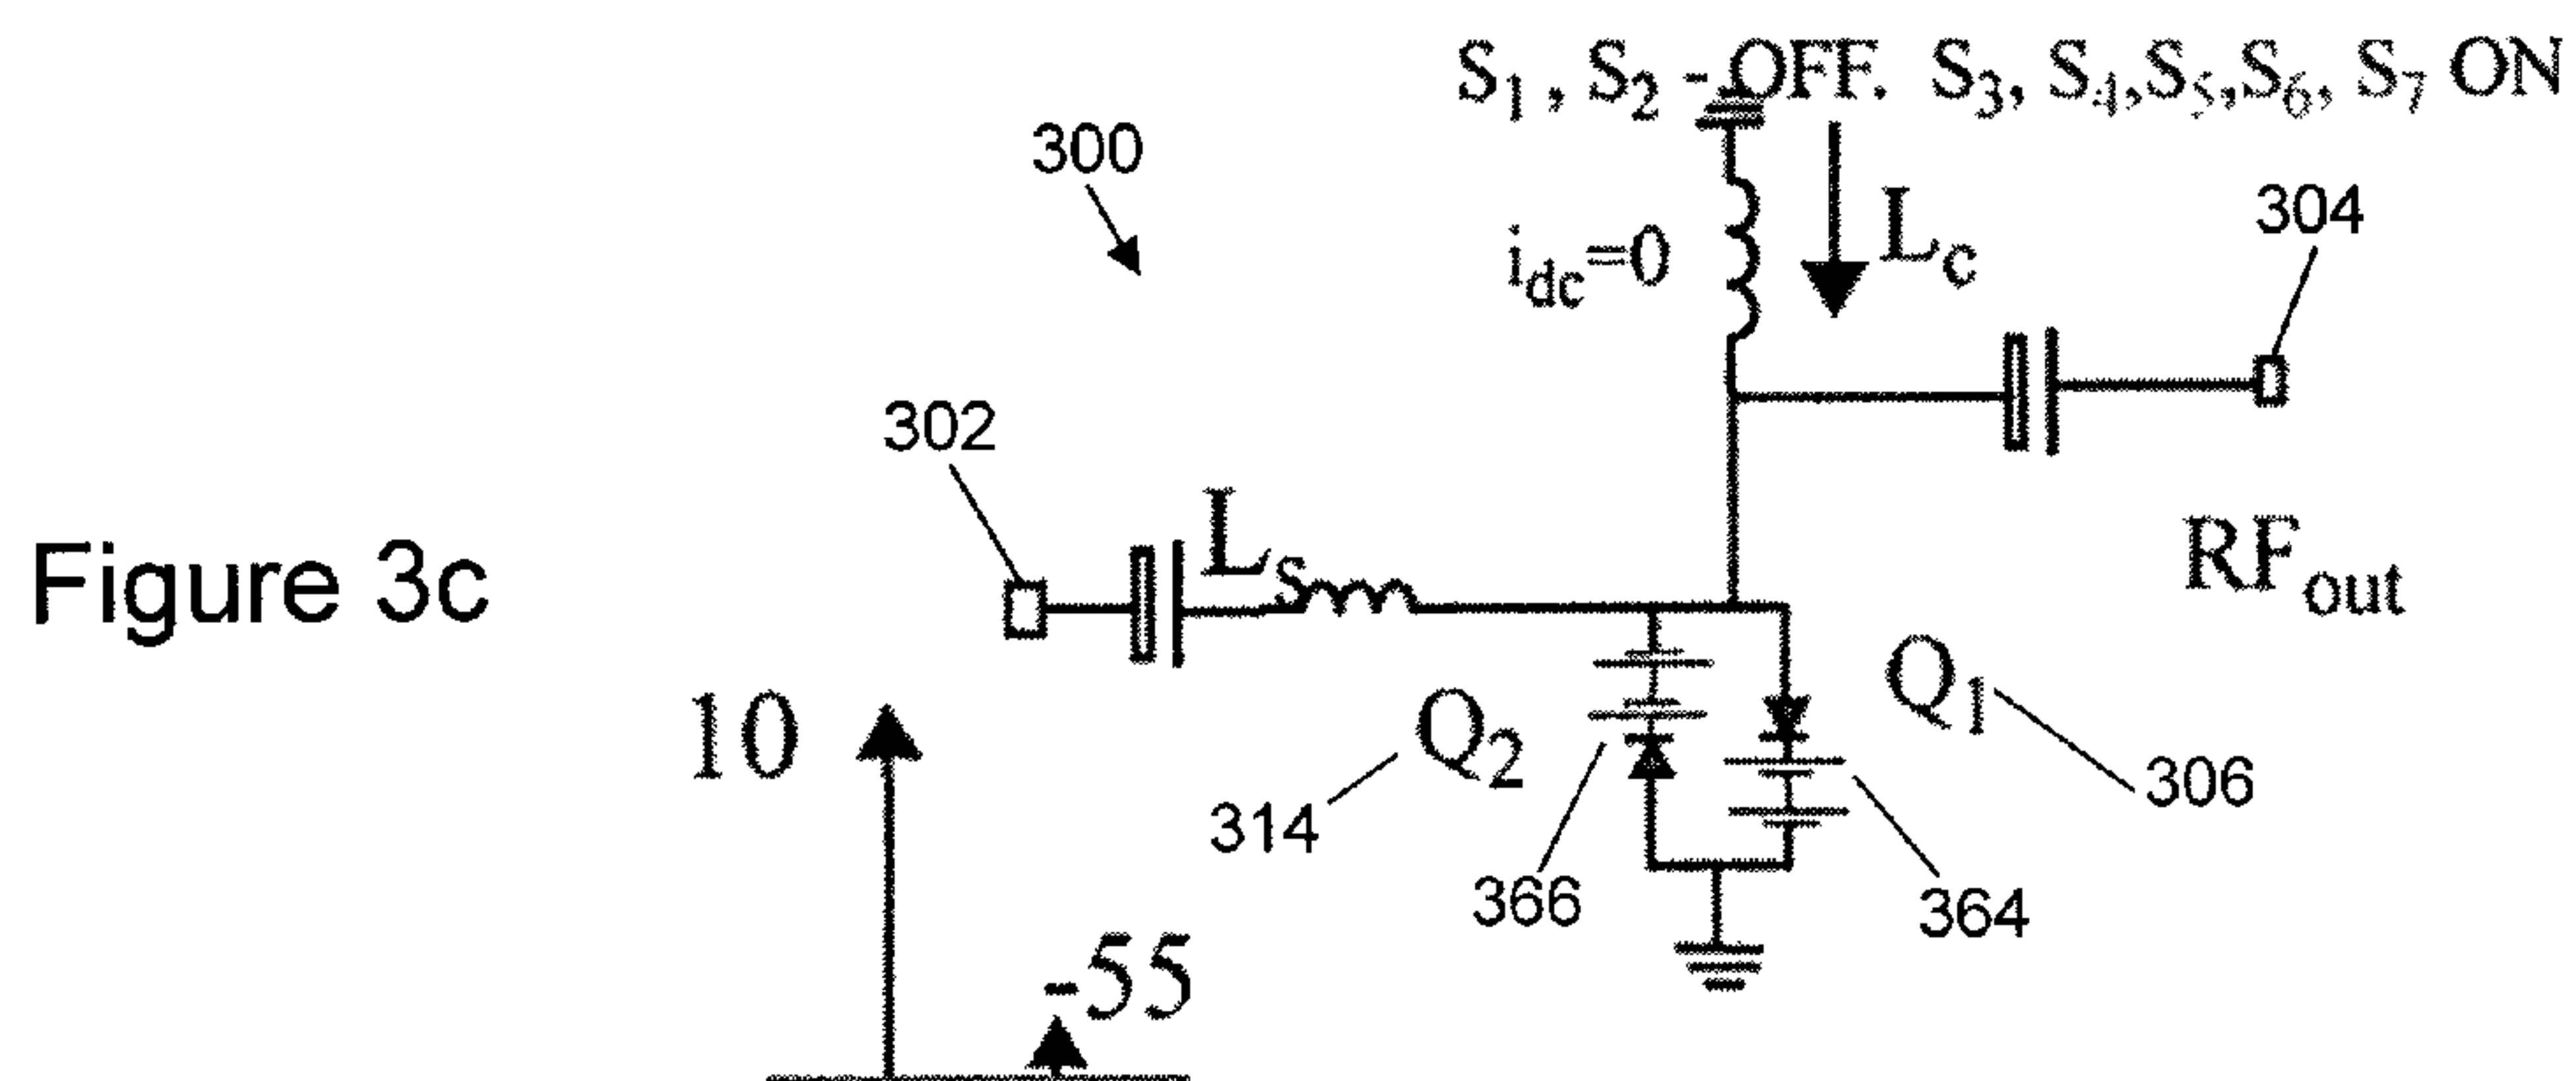 S1, S2 - OFF. S3, S4,S5,S6, S7 ON
300
304
idc=0
Lc
302
Ls
Figure 3c
RFout
10
Q2
Q1
306
314
366
364
-55